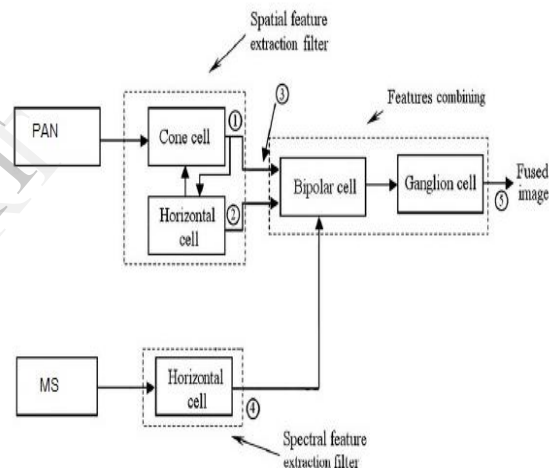 Spatial feature
extraction filter
PAN
Cone cell
①
③
Features combining
Bipolar cell
Ganglion cell
Fused
image
⑤
Horizontal
cell
②
MS
Horizontal
cell
④
Spectral feature
extraction filter